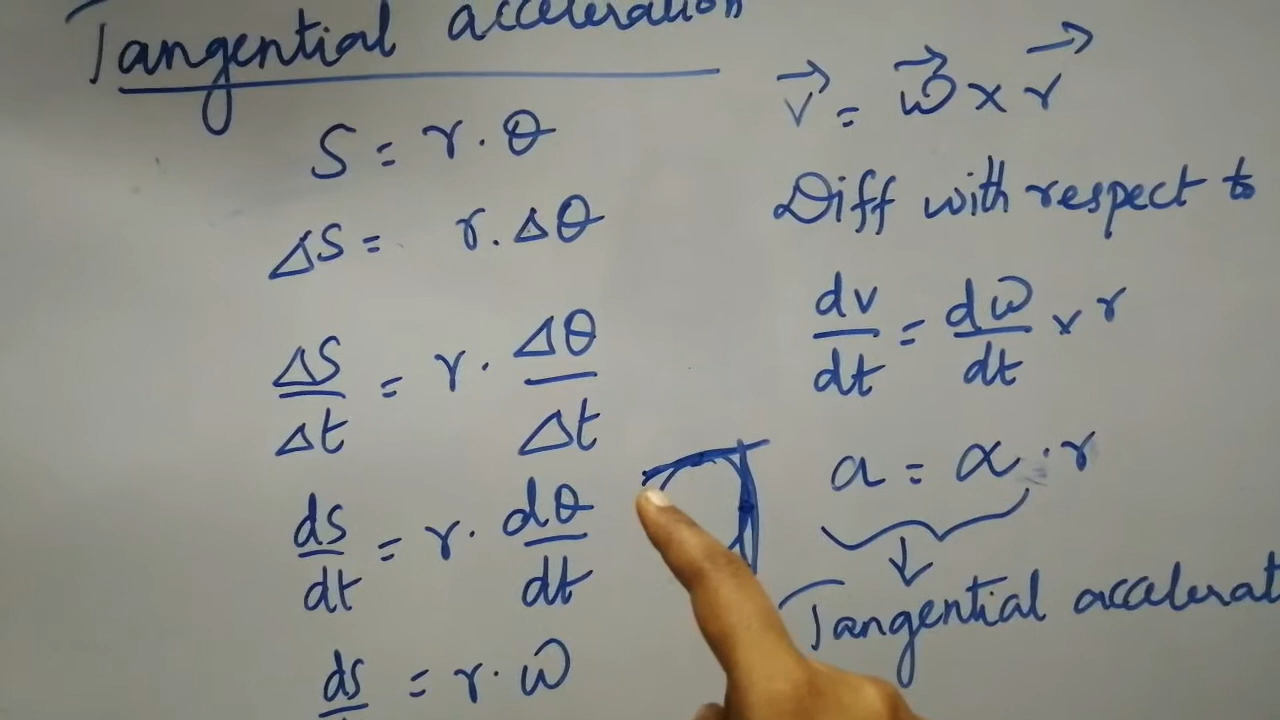 Tangential acceleration
S = r . θ
ΔS = r . Δθ
ΔS/Δt = r . Δθ/Δt
ds/dt = r . dθ/dt
ds = r . ω
v⃗ = ω⃗ × r⃗
Diff with respect to
dv/dt = dω/dt × r
a = α . r
Tangential accelerat